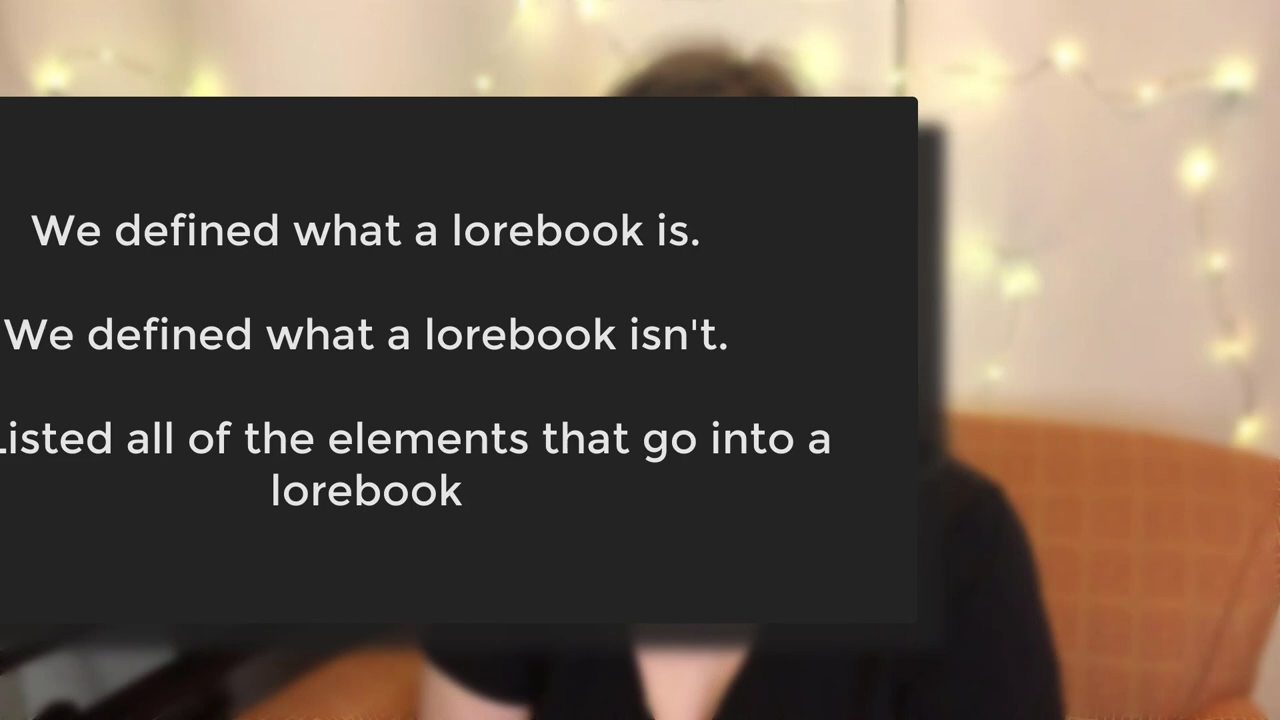 We defined what a lorebook is.
We defined what a lorebook isn't.
Listed all of the elements that go into a
lorebook